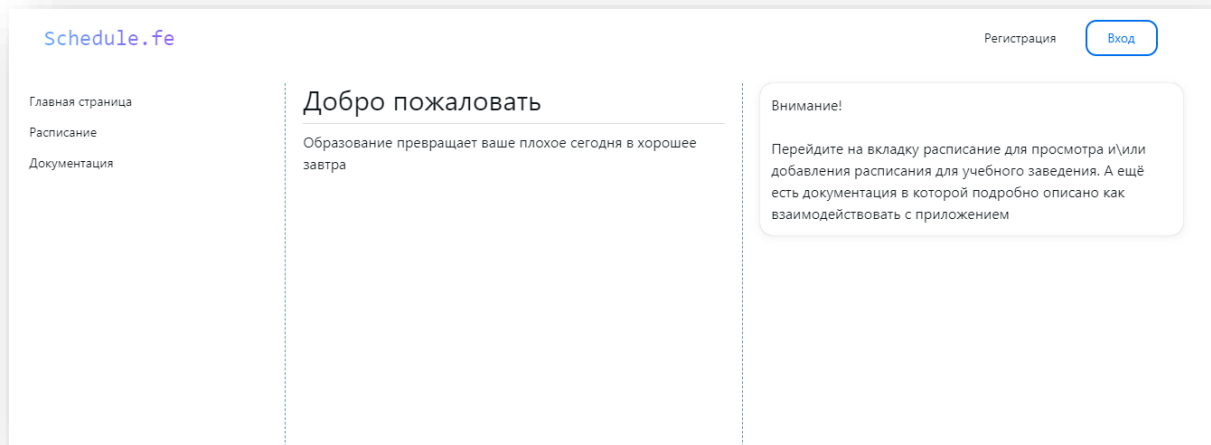 Schedule.fe
Регистрация
Вход
Главная страница
Расписание
Документация
Добро пожаловать
Образование превращает ваше плохое сегодня в хорошее
завтра
Внимание!
Перейдите на вкладку расписание для просмотра и\или
добавления расписания для учебного заведения. А ещё
есть документация в которой подробно описано как
взаимодействовать с приложением